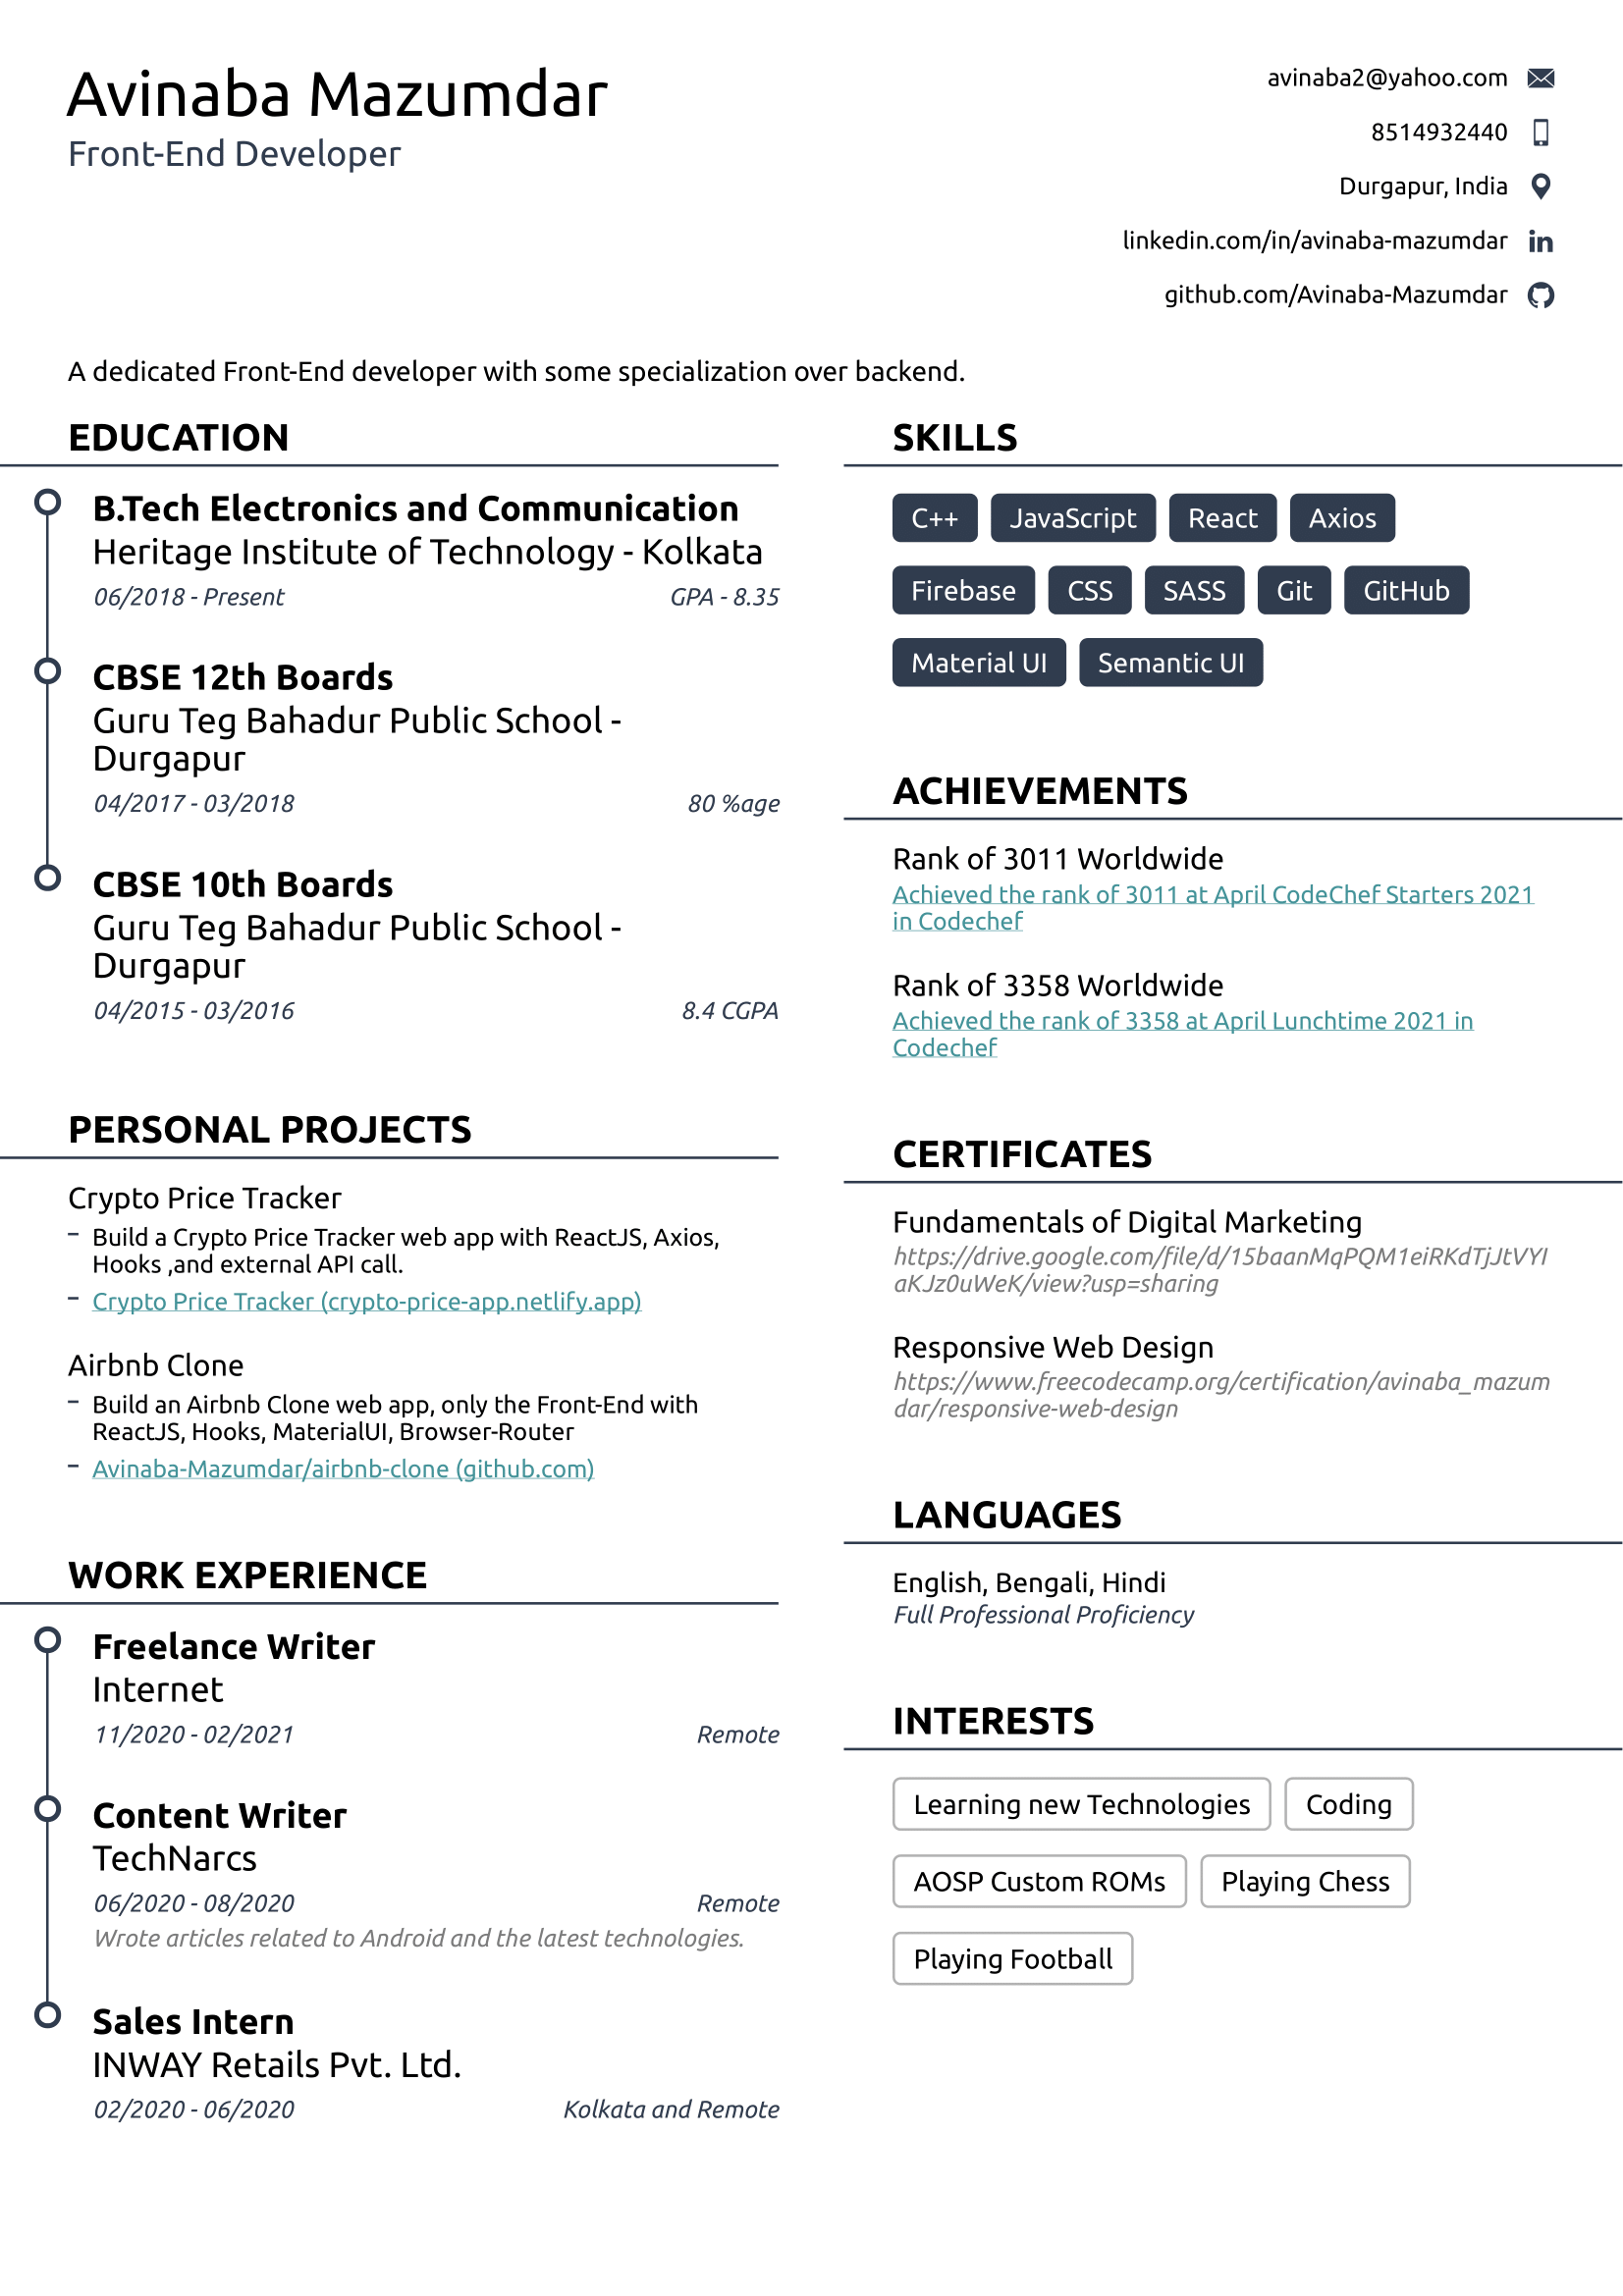 Avinaba Mazumdar
Front-End Developer
avinaba2@yahoo.com
8514932440
Durgapur, India
linkedin.com/in/avinaba-mazumdar
github.com/Avinaba-Mazumdar
A dedicated Front-End developer with some specialization over backend.
EDUCATION
B.Tech Electronics and Communication
Heritage Institute of Technology - Kolkata
06/2018 - Present GPA - 8.35
CBSE 12th Boards
Guru Teg Bahadur Public School -
Durgapur
04/2017 - 03/2018 80 %age
CBSE 10th Boards
Guru Teg Bahadur Public School -
Durgapur
04/2015 - 03/2016 8.4 CGPA
PERSONAL PROJECTS
Crypto Price Tracker
– Build a Crypto Price Tracker web app with ReactJS, Axios,
Hooks ,and external API call.
– Crypto Price Tracker (crypto-price-app.netlify.app)
Airbnb Clone
– Build an Airbnb Clone web app, only the Front-End with
ReactJS, Hooks, MaterialUI, Browser-Router
– Avinaba-Mazumdar/airbnb-clone (github.com)
WORK EXPERIENCE
Freelance Writer
Internet
11/2020 - 02/2021 Remote
Content Writer
TechNarcs
06/2020 - 08/2020 Remote
Wrote articles related to Android and the latest technologies.
Sales Intern
INWAY Retails Pvt. Ltd.
02/2020 - 06/2020 Kolkata and Remote
SKILLS
C++ JavaScript React Axios
Firebase CSS SASS Git GitHub
Material UI Semantic UI
ACHIEVEMENTS
Rank of 3011 Worldwide
Achieved the rank of 3011 at April CodeChef Starters 2021
in Codechef
Rank of 3358 Worldwide
Achieved the rank of 3358 at April Lunchtime 2021 in
Codechef
CERTIFICATES
Fundamentals of Digital Marketing
https://drive.google.com/file/d/15baanMqPQM1eiRKdTjJtVYI
aKJz0uWeK/view?usp=sharing
Responsive Web Design
https://www.freecodecamp.org/certification/avinaba_mazum
dar/responsive-web-design
LANGUAGES
English, Bengali, Hindi
Full Professional Proficiency
INTERESTS
Learning new Technologies Coding
AOSP Custom ROMs Playing Chess
Playing Football